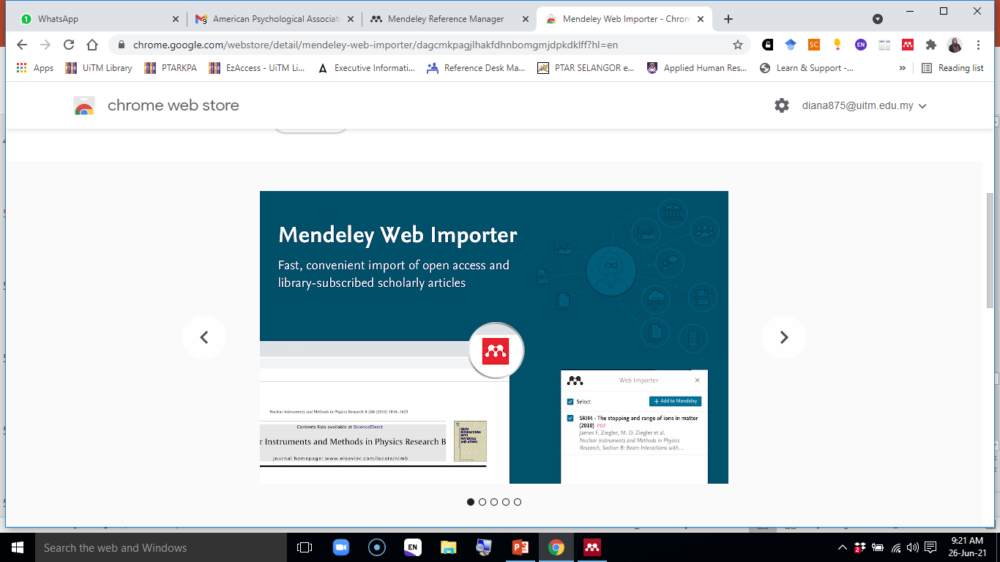 WhatsApp
American Psychological Associat
Mendeley Reference Manager
Mendeley Web Importer - Chrom
chrome.google.com/webstore/detail/mendeley-web-importer/dagcmkpagjlhakfdhnbomgmjdpkdklff?hl=en
SC
EN
Apps
UiTM Library
PTARKPA
EzAccess - UiTM Li...
Executive Informati...
Reference Desk Ma...
PTAR SELANGOR e...
Applied Human Res...
Learn & Support -...
»
Reading list
chrome web store
diana875@uitm.edu.my
Mendeley Web Importer
Fast, convenient import of open access and
library-subscribed scholarly articles
Nuclear Instruments and Methods in Physics Research B 268 (2010) 1818–1823
Contents lists available at ScienceDirect
r Instruments and Methods in Physics Research B
journal homepage: www.elsevier.com/locate/nimb
BEAM
INTERACTIONS
WITH
MATERIALS
AND ATOMS
Web Importer
Select
+ Add to Mendeley
SRIM - The stopping and range of ions in matter
(2010) PDF
James F. Ziegler, M. D. Ziegler et al.
Nuclear Instruments and Methods in Physics
Research, Section B: Beam Interactions with...
Search the web and Windows
EN
2
9:21 AM
26-Jun-21